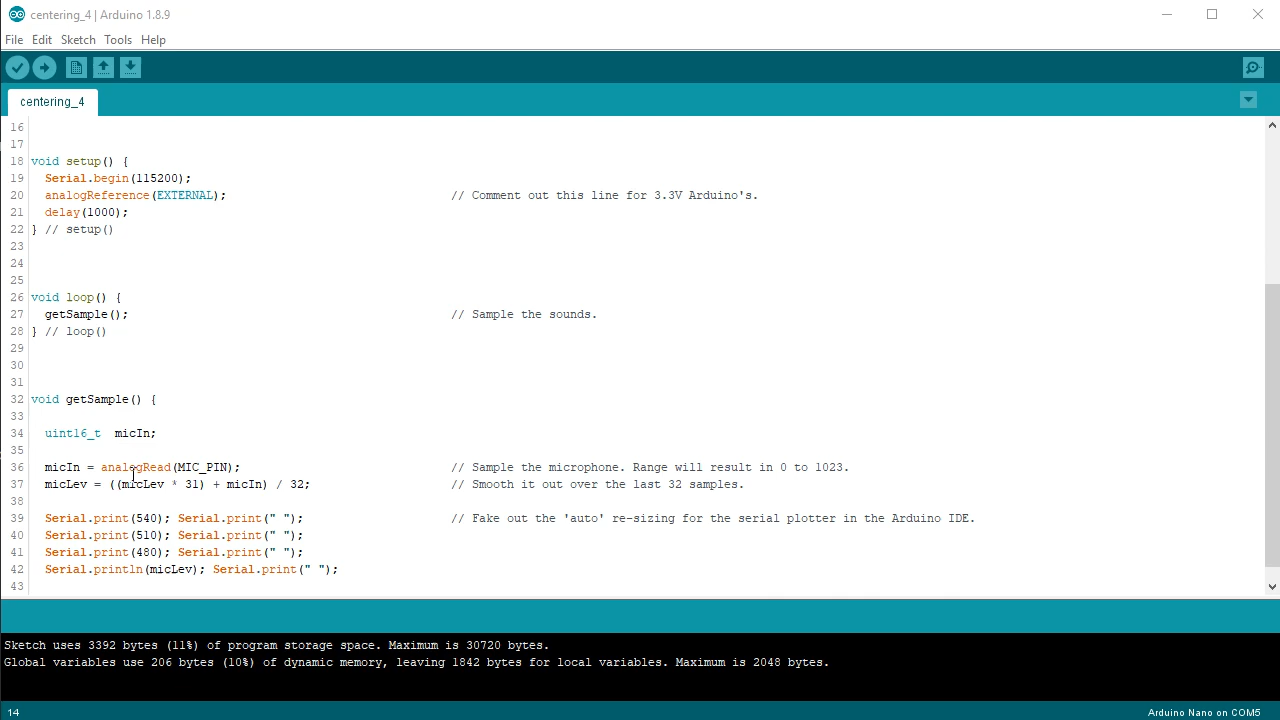 centering_4 | Arduino 1.8.9
File Edit Sketch Tools Help
centering_4
16
17
18 void setup() {
19 Serial.begin(115200);
20 analogReference(EXTERNAL); // Comment out this line for 3.3V Arduino's.
21 delay(1000);
22 } // setup()
23
24
25
26 void loop() {
27 getSample(); // Sample the sounds.
28 } // loop()
29
30
31
32 void getSample() {
33
34 uint16_t micIn;
35
36 micIn = analogRead(MIC_PIN); // Sample the microphone. Range will result in 0 to 1023.
37 micLev = ((micLev * 31) + micIn) / 32; // Smooth it out over the last 32 samples.
38
39 Serial.print(540); Serial.print(" "); // Fake out the 'auto' re-sizing for the serial plotter in the Arduino IDE.
40 Serial.print(510); Serial.print(" ");
41 Serial.print(480); Serial.print(" ");
42 Serial.println(micLev); Serial.print(" ");
43
Sketch uses 3392 bytes (11%) of program storage space. Maximum is 30720 bytes.
Global variables use 206 bytes (10%) of dynamic memory, leaving 1842 bytes for local variables. Maximum is 2048 bytes.
14 Arduino Nano on COM5